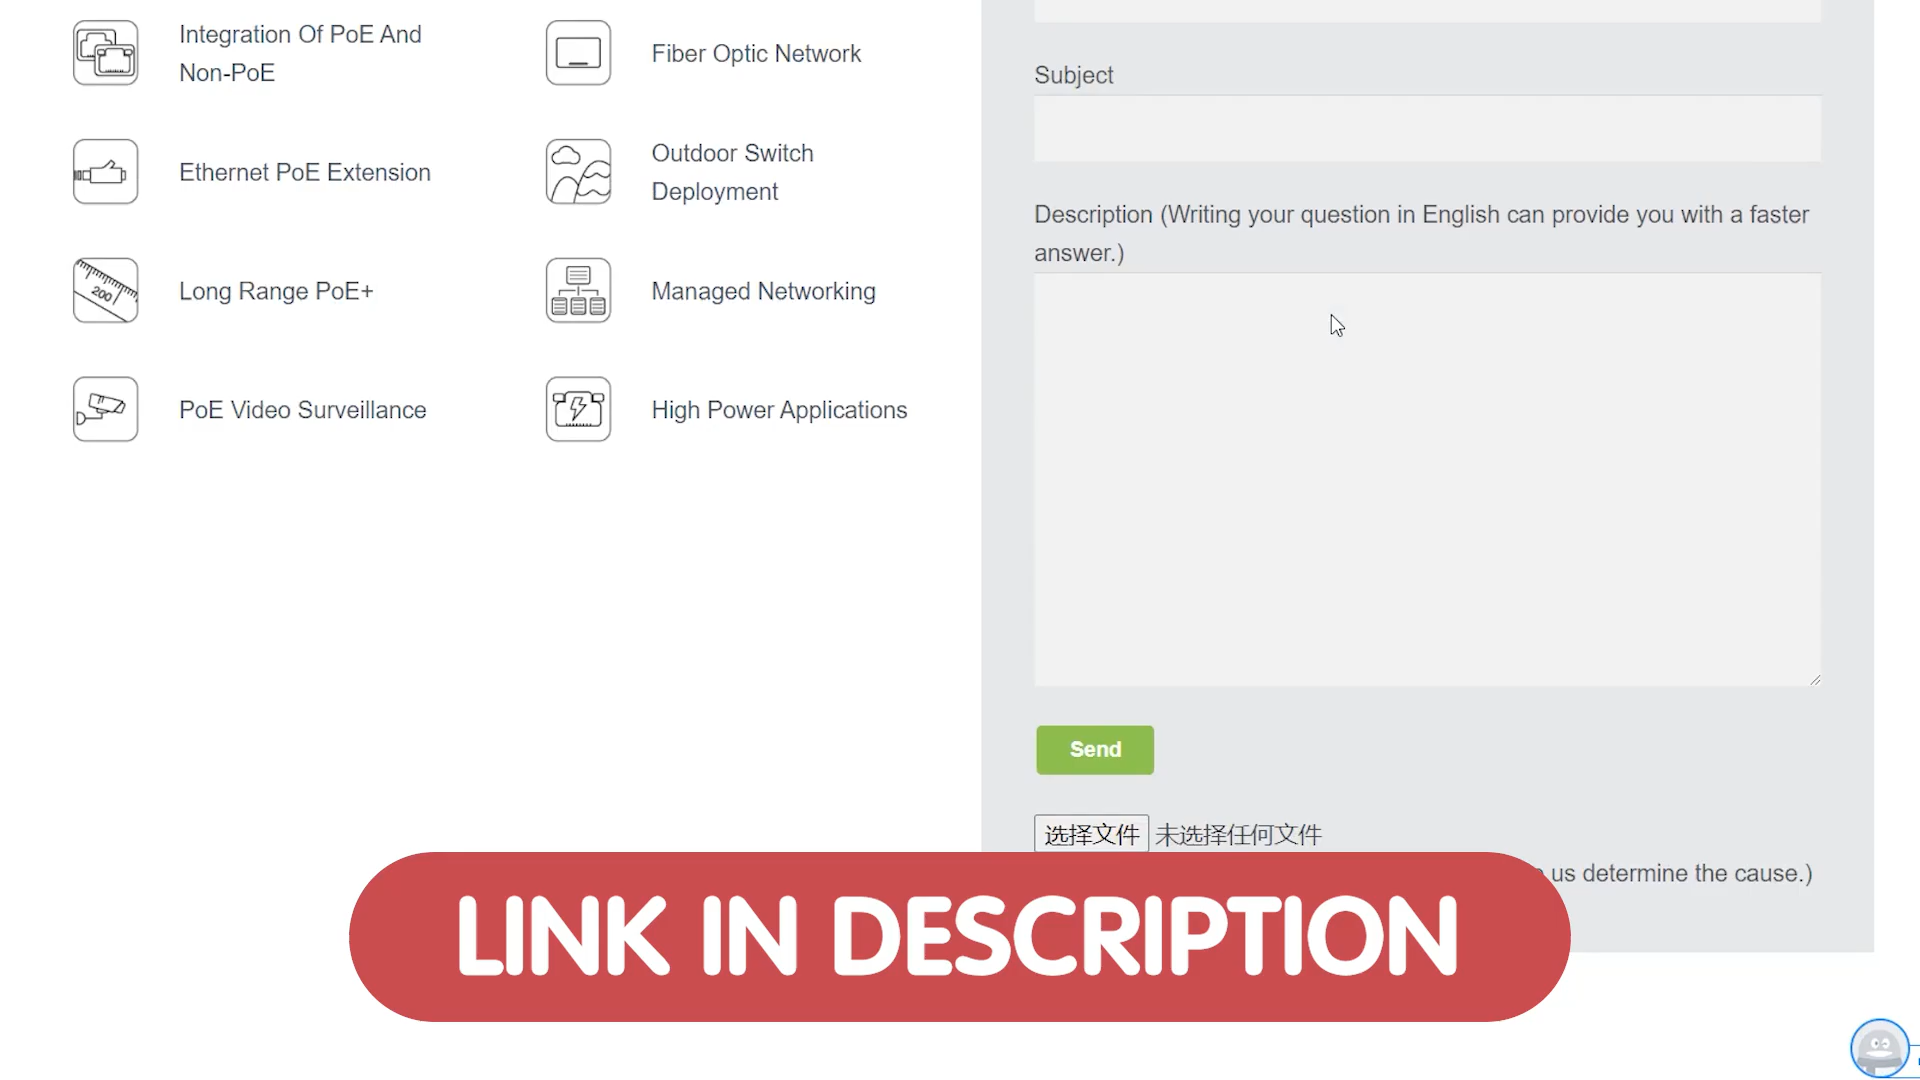 Integration Of PoE And
Non-PoE
Fiber Optic Network
Ethernet PoE Extension
Outdoor Switch
Deployment
200
Long Range PoE+
Managed Networking
PoE Video Surveillance
High Power Applications
Subject
Description (Writing your question in English can provide you with a faster
answer.)
Send
选择文件 未选择任何文件
us determine the cause.)
LINK IN DESCRIPTION